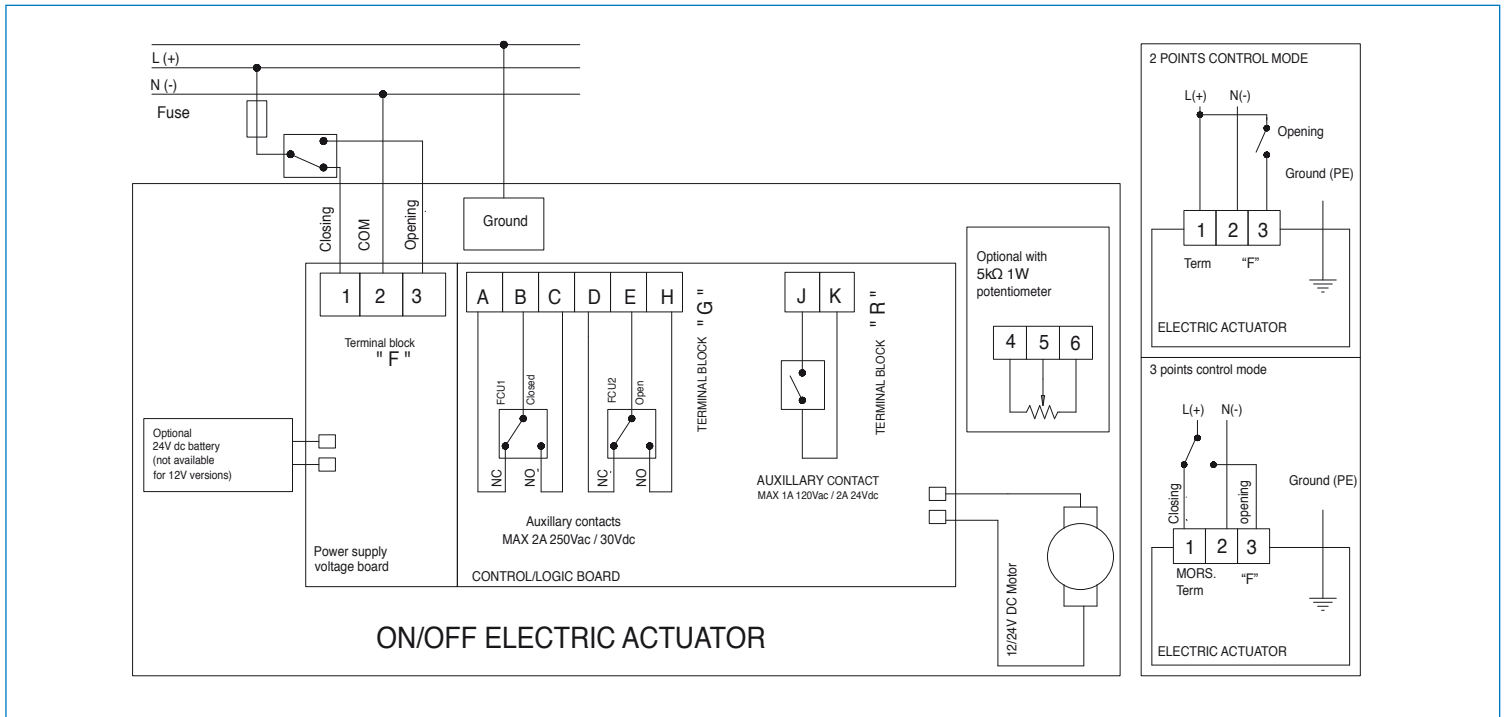 L (+)
N (-)
Fuse
Closing
COM
Opening
Ground
1 2 3
Terminal block
" F "
Optional
24V dc battery
(not available
for 12V versions)
Power supply
voltage board
A B C D E H
TERMINAL BLOCK " G "
FCU1
Closed
FCU2
Open
NC
NO
NC
NO
Auxillary contacts
MAX 2A 250Vac / 30Vdc
CONTROL/LOGIC BOARD
J K
TERMINAL BLOCK " R "
AUXILLARY CONTACT
MAX 1A 120Vac / 2A 24Vdc
Optional with
5kΩ 1W
potentiometer
4 5 6
12/24V DC Motor
ON/OFF ELECTRIC ACTUATOR
2 POINTS CONTROL MODE
L(+) N(-)
Opening
Ground (PE)
1 2 3
Term "F"
ELECTRIC ACTUATOR
3 points control mode
L(+) N(-)
Closing
opening
Ground (PE)
1 2 3
MORS.
Term "F"
ELECTRIC ACTUATOR